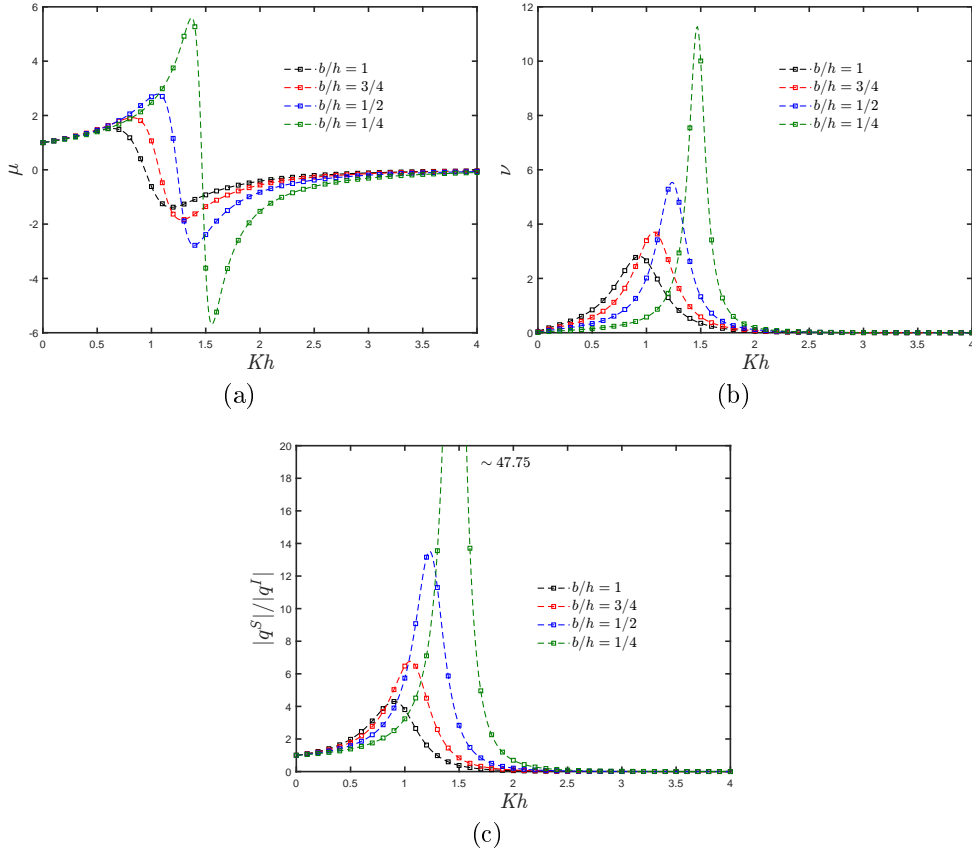 6
4
2
0
-2
-4
-6
μ
0 0.5 1 1.5 2 2.5 3 3.5 4
Kh
b/h = 1
b/h = 3/4
b/h = 1/2
b/h = 1/4
(a)
12
10
8
6
4
2
0
ν
0 0.5 1 1.5 2 2.5 3 3.5 4
Kh
b/h = 1
b/h = 3/4
b/h = 1/2
b/h = 1/4
(b)
20
18
16
14
12
10
8
6
4
2
0
|q^S|/|q^I|
0 0.5 1 1.5 2 2.5 3 3.5 4
Kh
∼ 47.75
b/h = 1
b/h = 3/4
b/h = 1/2
b/h = 1/4
(c)